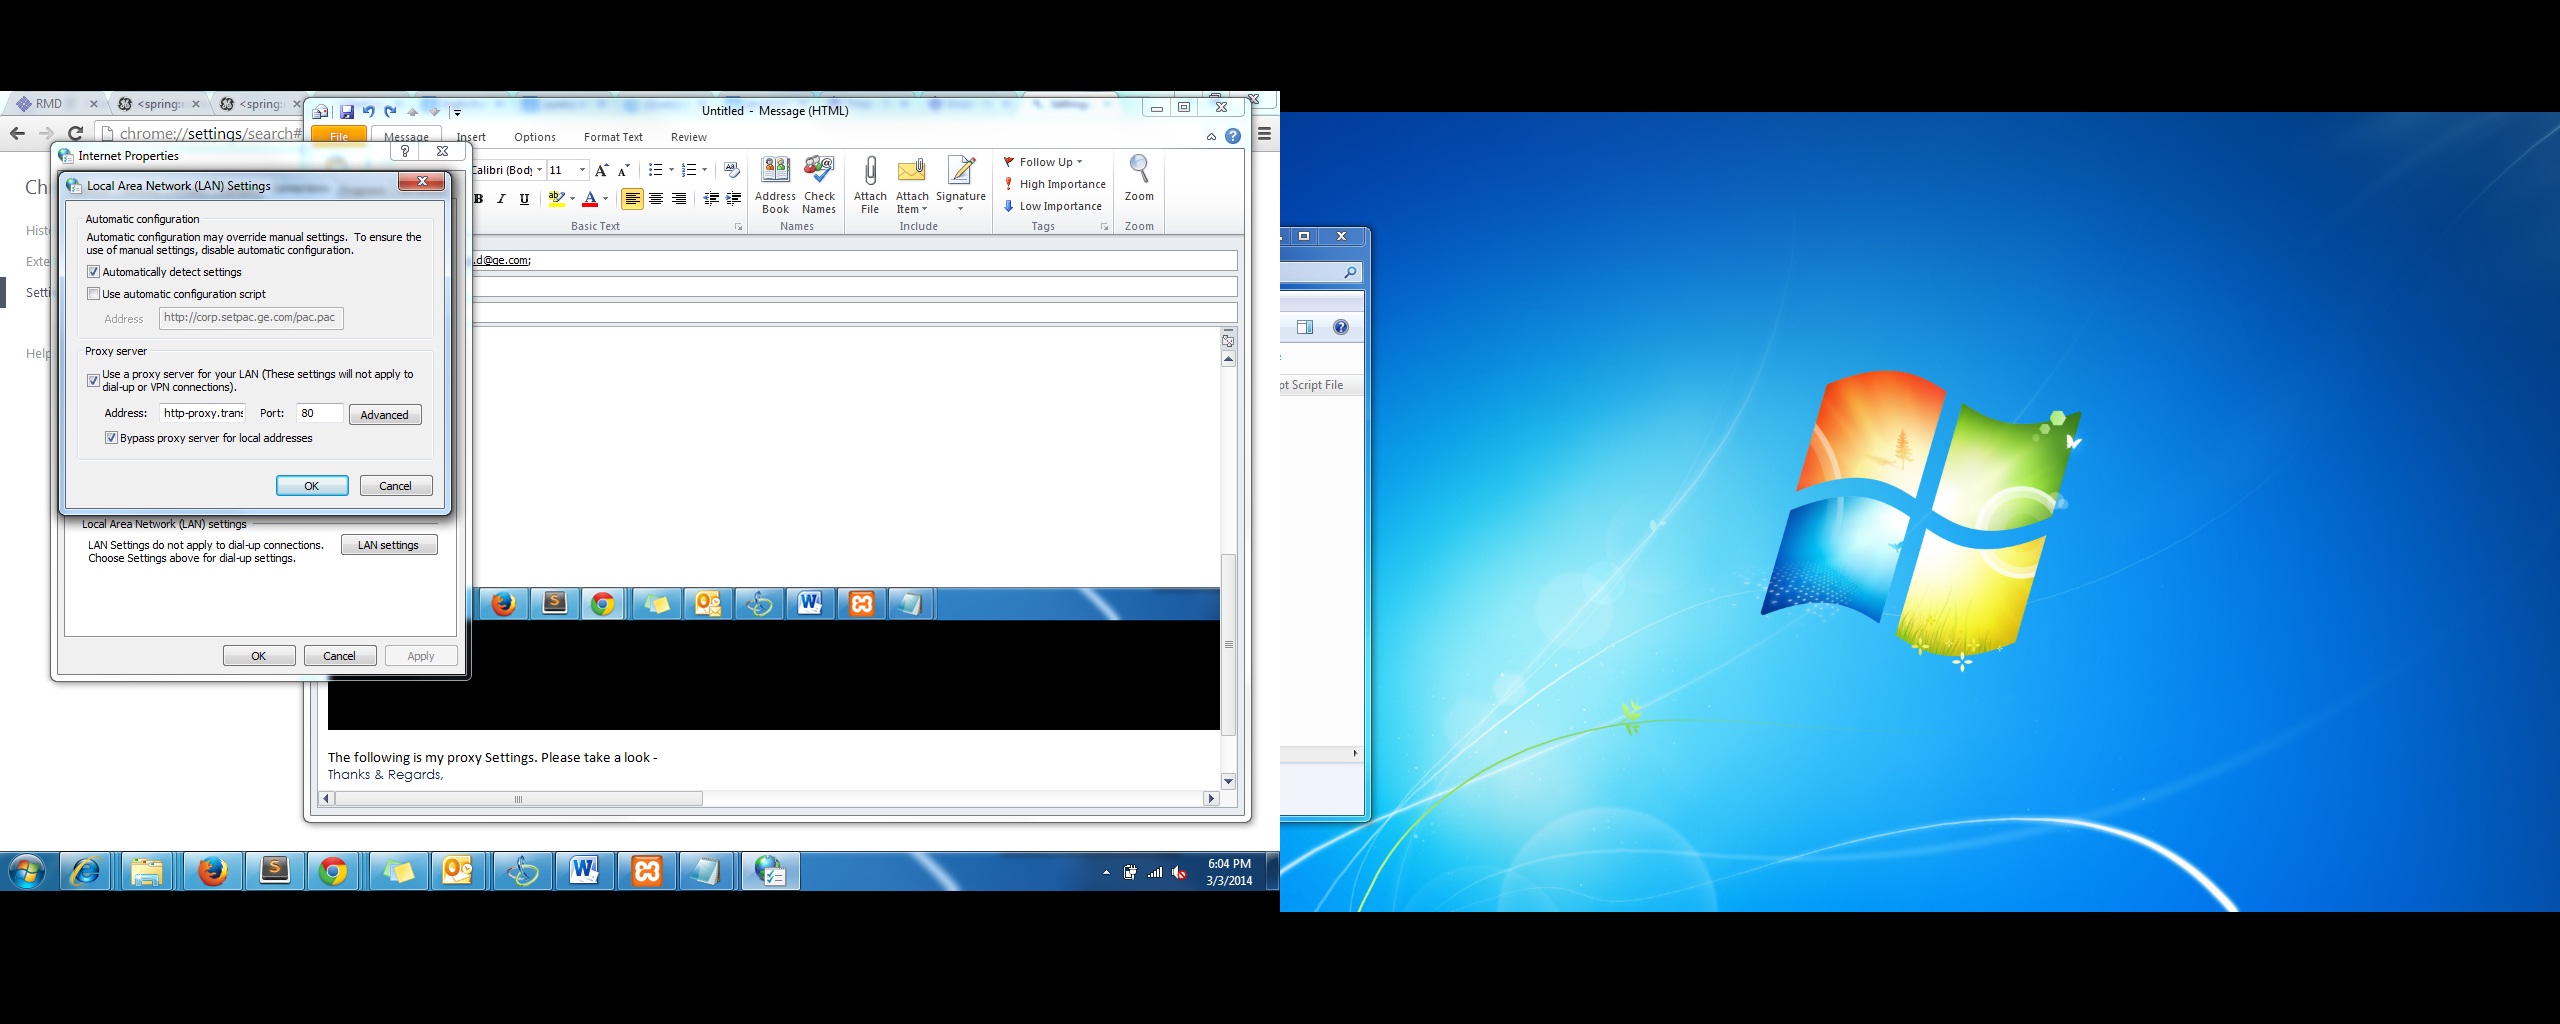 RMD
<spring:
<spring:
Untitled - Message (HTML)
chrome://settings/search#
File
Message
Insert
Options
Format Text
Review
Internet Properties
Ch
Local Area Network (LAN) Settings
Calibri (Body
11
B I U
Address Book
Check Names
Attach File
Attach Item
Signature
Follow Up
High Importance
Low Importance
Zoom
Basic Text
Names
Include
Tags
Zoom
Automatic configuration
Automatic configuration may override manual settings. To ensure the
use of manual settings, disable automatic configuration.
Automatically detect settings
Use automatic configuration script
Address
http://corp.setpac.ge.com/pac.pac
Proxy server
Use a proxy server for your LAN (These settings will not apply to
dial-up or VPN connections).
Address:
http-proxy.trans
Port:
80
Advanced
Bypass proxy server for local addresses
OK
Cancel
Hist
Exte
Setti
Help
.d@ge.com;
Local Area Network (LAN) settings
LAN Settings do not apply to dial-up connections.
Choose Settings above for dial-up settings.
LAN settings
OK
Cancel
Apply
The following is my proxy Settings. Please take a look -
Thanks & Regards,
pt Script File
6:04 PM
3/3/2014